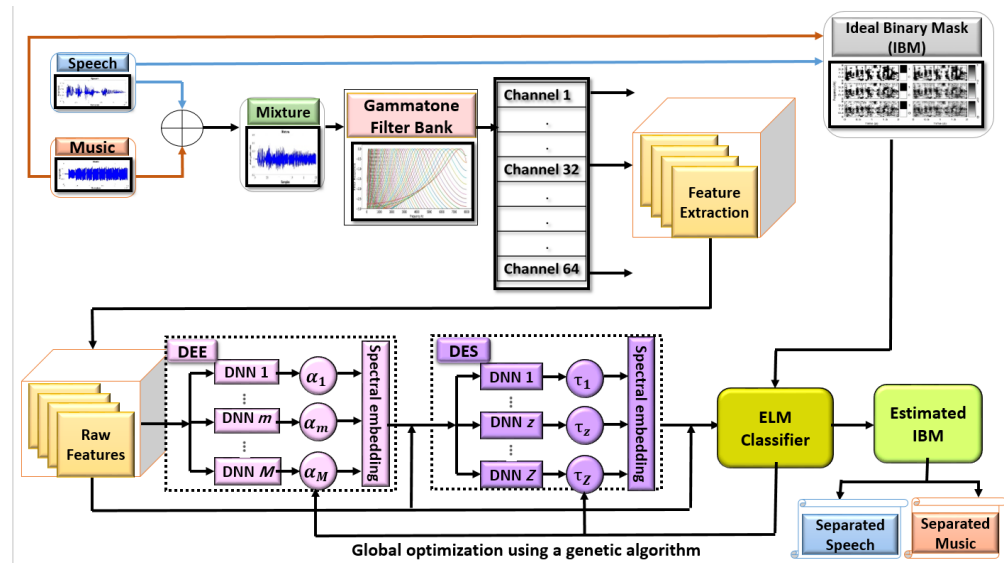 Speech
Music
Mixture
Gammatone
Filter Bank
Channel 1
.
.
Channel 32
.
.
.
Channel 64
Feature
Extraction
Ideal Binary Mask
(IBM)
Raw
Features
DEE
DNN 1
α1
DNN m
αm
DNN M
αM
Spectral embedding
DES
DNN 1
τ1
DNN z
τz
DNN Z
τZ
Spectral embedding
ELM
Classifier
Estimated
IBM
Separated
Speech
Separated
Music
Global optimization using a genetic algorithm